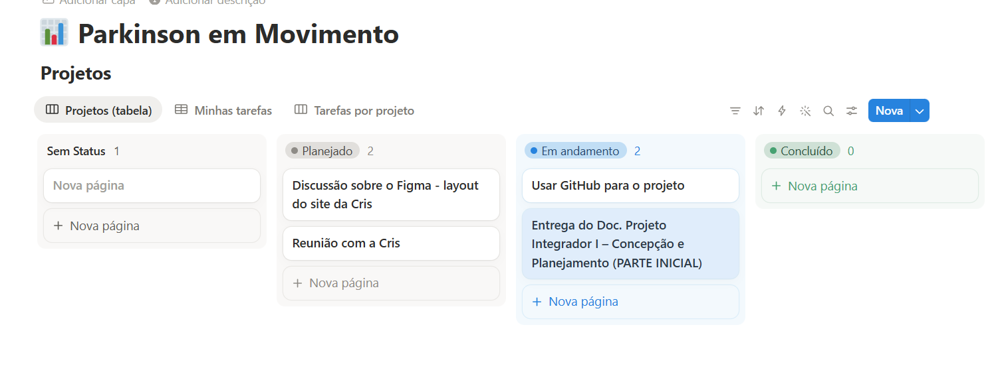 Adicionar capa Adicionar descrição
Parkinson em Movimento
Projetos
Projetos (tabela) Minhas tarefas Tarefas por projeto Nova
Sem Status 1
Nova página
+ Nova página
Planejado 2
Discussão sobre o Figma - layout
do site da Cris
Reunião com a Cris
+ Nova página
Em andamento 2
Usar GitHub para o projeto
Entrega do Doc. Projeto
Integrador I – Concepção e
Planejamento (PARTE INICIAL)
+ Nova página
Concluído 0
+ Nova página